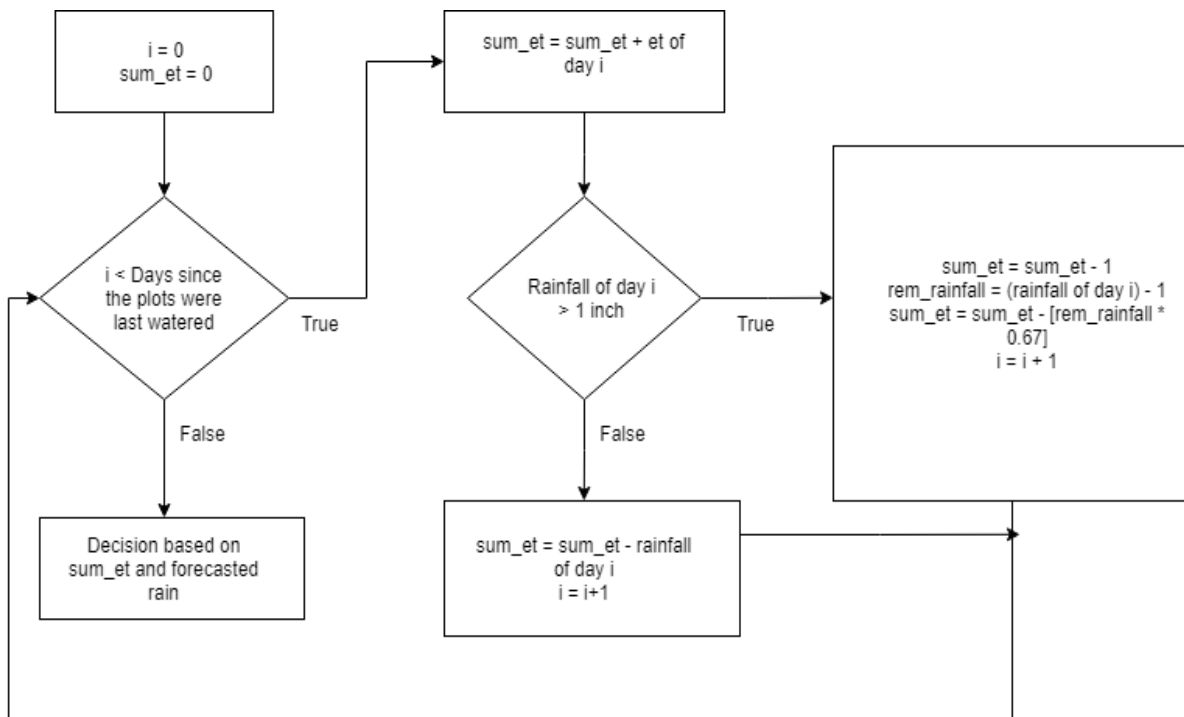 i = 0
sum_et = 0
sum_et = sum_et + et of
day i
i < Days since
the plots were
last watered
True
Rainfall of day i
> 1 inch
True
sum_et = sum_et - 1
rem_rainfall = (rainfall of day i) - 1
sum_et = sum_et - [rem_rainfall *
0.67]
i = i + 1
False
False
Decision based on
sum_et and forecasted
rain
sum_et = sum_et - rainfall
of day i
i = i+1